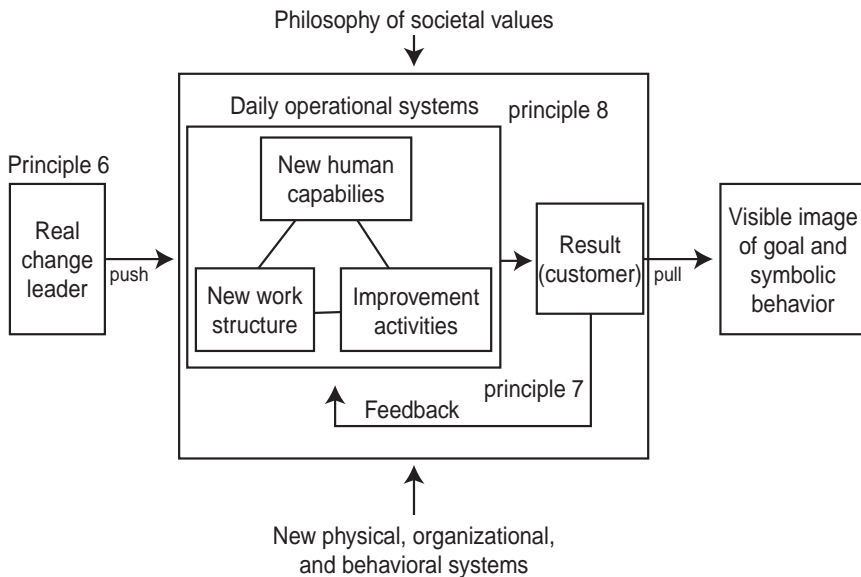 Philosophy of societal values
Daily operational systems
principle 8
Principle 6
New human
capabilies
Real
change
leader
push
New work
structure
Improvement
activities
Result
(customer)
pull
Visible image
of goal and
symbolic
behavior
principle 7
Feedback
New physical, organizational,
and behavioral systems